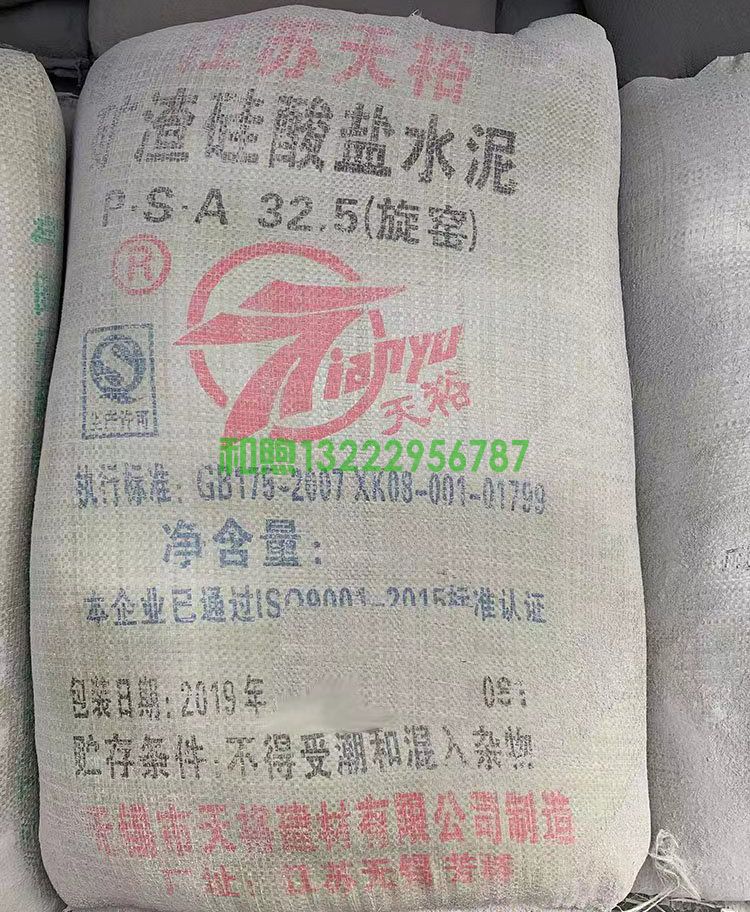 江苏天裕
矿渣硅酸盐水泥
P·S·A 32.5(旋窑)
®
Tianyu
天裕
生产许可
和煦13222956787
执行标准：GB175-2007 XK08-001-01799
净含量：
本企业已通过ISO9001-2015标准认证
包装日期：2019年
贮存条件：不得受潮和混入杂物
无锡市天裕建材有限公司制造
厂址：江苏无锡